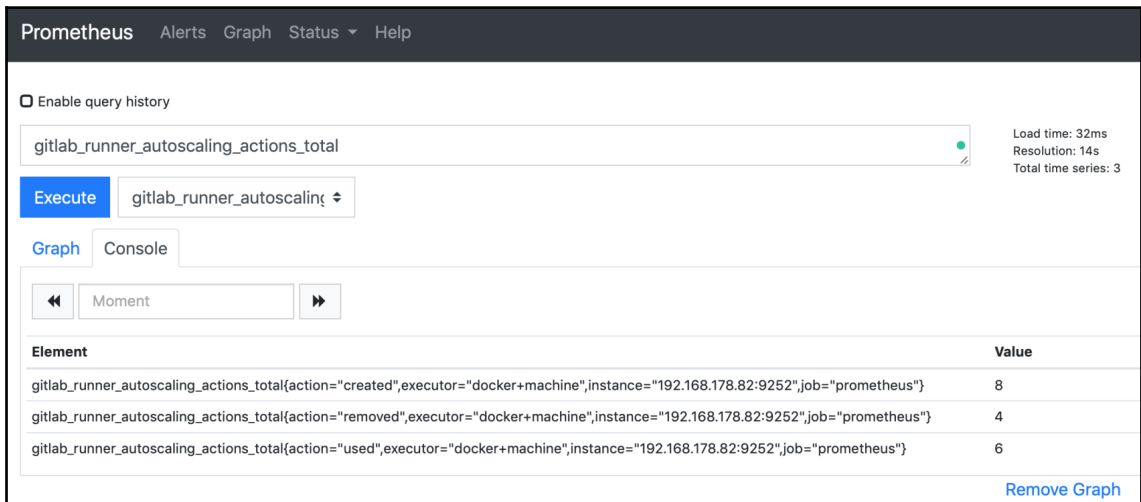 Prometheus Alerts Graph Status Help
Enable query history
gitlab_runner_autoscaling_actions_total
Load time: 32ms
Resolution: 14s
Total time series: 3
Execute gitlab_runner_autoscaling
Graph Console
Moment
Element Value
gitlab_runner_autoscaling_actions_total{action="created",executor="docker+machine",instance="192.168.178.82:9252",job="prometheus"} 8
gitlab_runner_autoscaling_actions_total{action="removed",executor="docker+machine",instance="192.168.178.82:9252",job="prometheus"} 4
gitlab_runner_autoscaling_actions_total{action="used",executor="docker+machine",instance="192.168.178.82:9252",job="prometheus"} 6
Remove Graph